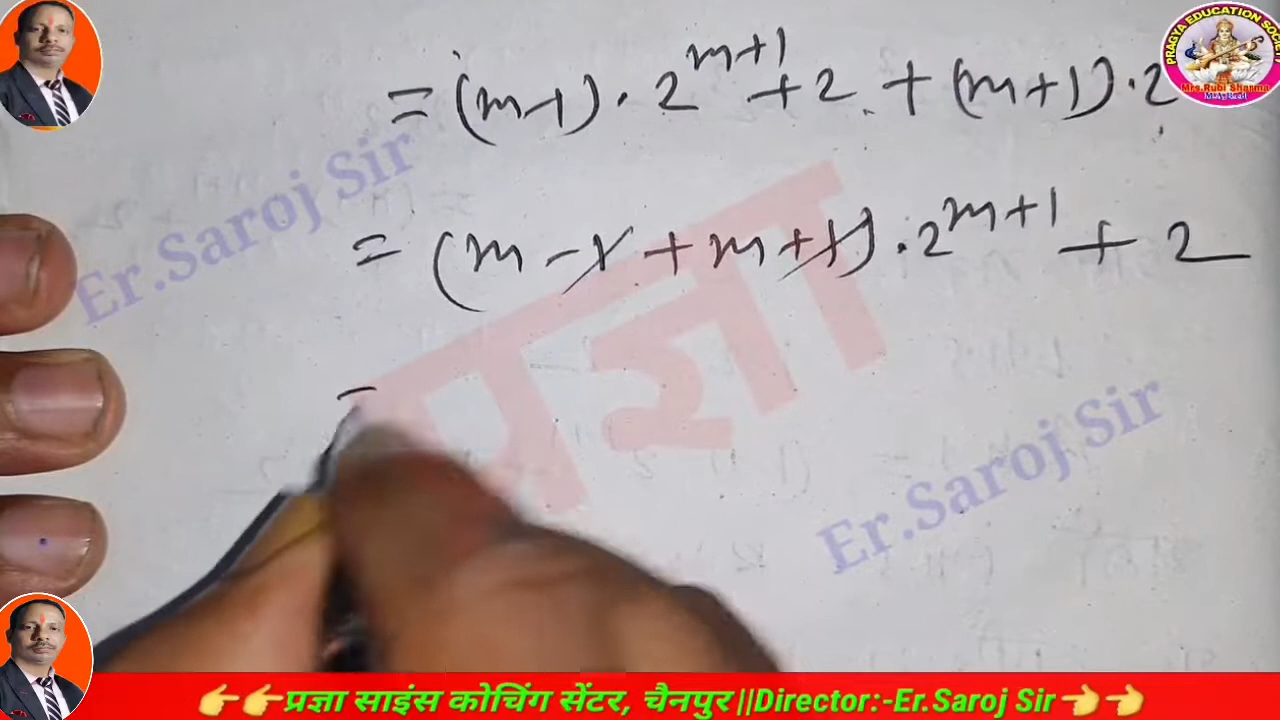 PRAGYA EDUCATION SOCIETY
Mrs.Rubi Sharma
= (m-1) · 2^{m+1} + 2 + (m+1) · 2
Er.Saroj Sir
= (m - 1 + m + 1) · 2^{m+1} + 2
प्रज्ञा
Er.Saroj Sir
प्रज्ञा साइंस कोचिंग सेंटर, चैनपुर ||Director:-Er.Saroj Sir